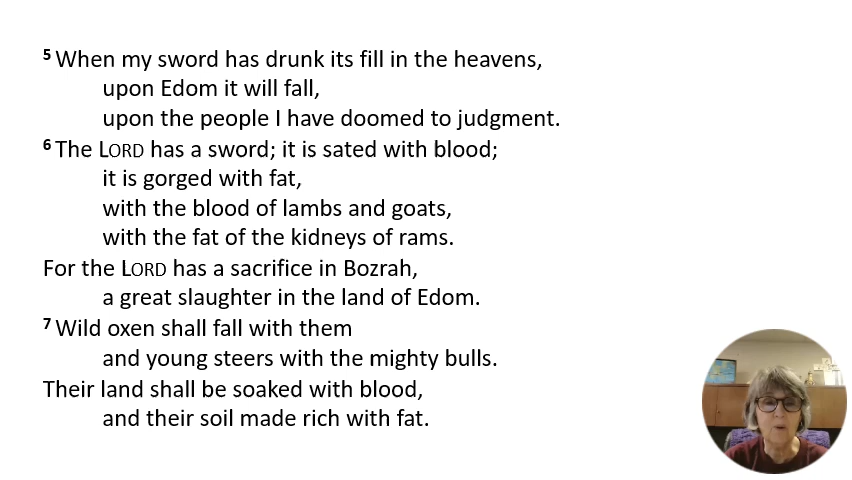 5 When my sword has drunk its fill in the heavens,
upon Edom it will fall,
upon the people I have doomed to judgment.
6 The LORD has a sword; it is sated with blood;
it is gorged with fat,
with the blood of lambs and goats,
with the fat of the kidneys of rams.
For the LORD has a sacrifice in Bozrah,
a great slaughter in the land of Edom.
7 Wild oxen shall fall with them
and young steers with the mighty bulls.
Their land shall be soaked with blood,
and their soil made rich with fat.